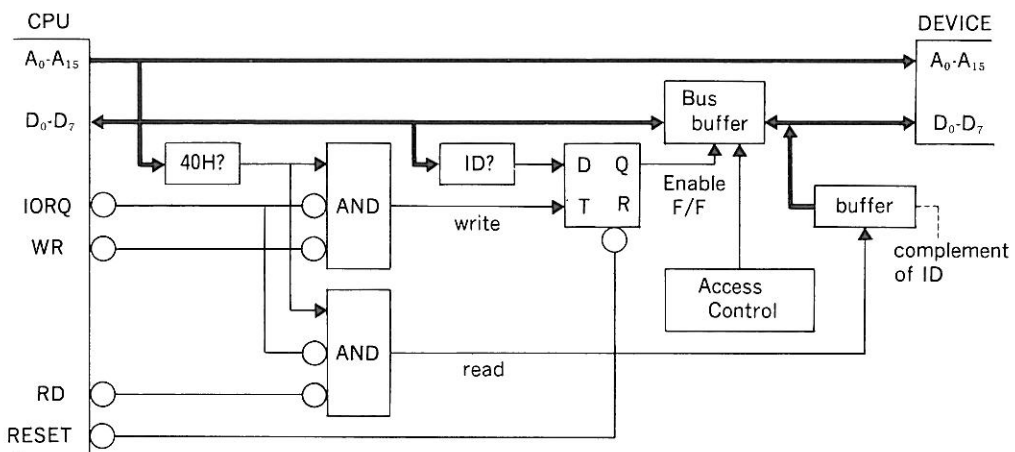 CPU
DEVICE
A₀-A₁₅
A₀-A₁₅
Bus
buffer
D₀-D₇
D₀-D₇
40H?
ID?
D Q
T R
Enable
F/F
IORQ
AND
write
buffer
WR
complement
of ID
Access
Control
AND
read
RD
RESET